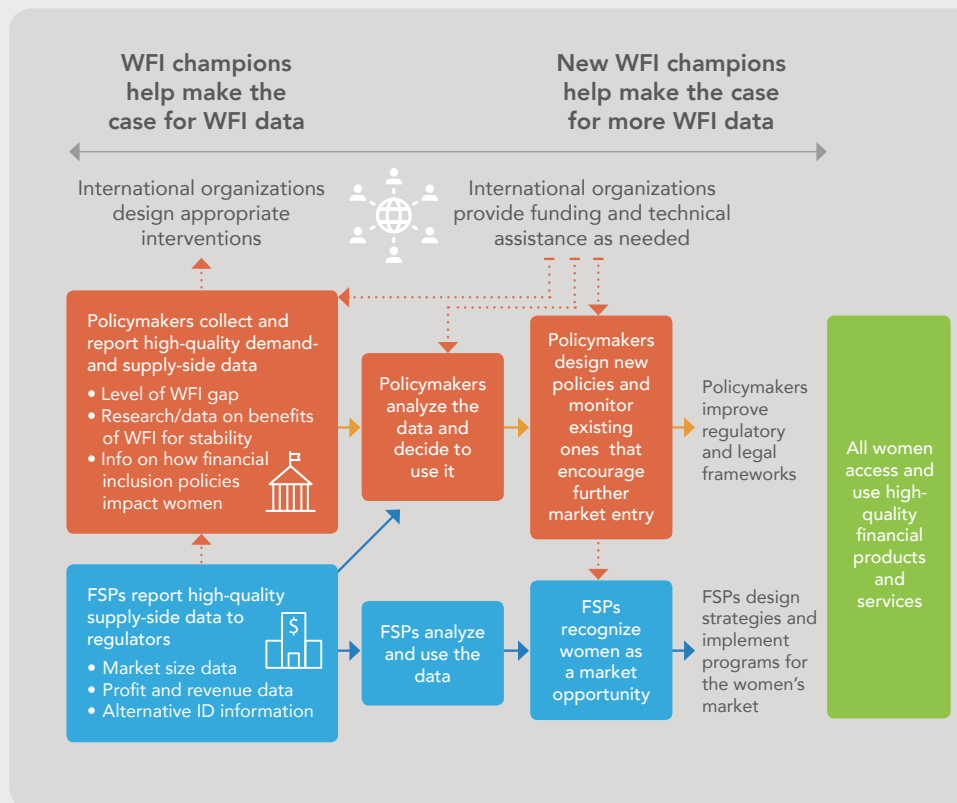 WFI champions
help make the
case for WFI data
New WFI champions
help make the case
for more WFI data
International organizations
design appropriate
interventions
International organizations
provide funding and technical
assistance as needed
Policymakers collect and
report high-quality demand-
and supply-side data
• Level of WFI gap
• Research/data on benefits
of WFI for stability
• Info on how financial
inclusion policies
impact women
Policymakers
analyze the
data and
decide to
use it
Policymakers
design new
policies and
monitor
existing
ones that
encourage
further
market entry
Policymakers
improve
regulatory
and legal
frameworks
FSPs report high-quality
supply-side data to
regulators
• Market size data
• Profit and revenue data
• Alternative ID information
$
FSPs analyze
and use the
data
FSPs
recognize
women as
a market
opportunity
FSPs design
strategies and
implement
programs for
the women’s
market
All women
access and
use high-
quality
financial
products
and
services